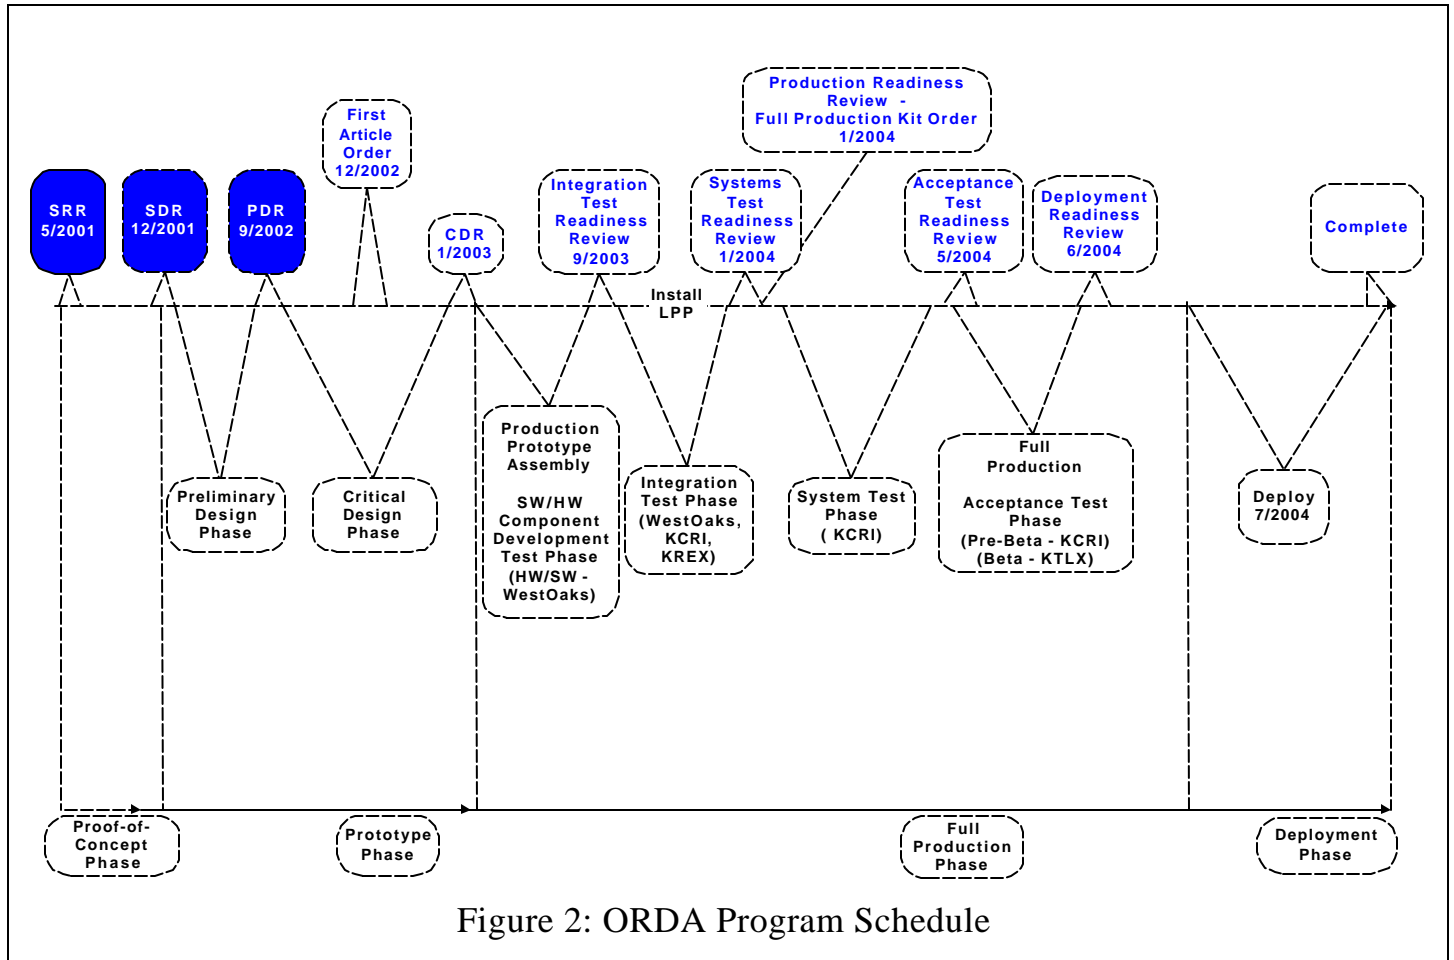 Production Readiness
Review -
Full Production Kit Order
1/2004
First
Article
Order
12/2002
SRR
5/2001
SDR
12/2001
PDR
9/2002
CDR
1/2003
Integration
Test
Readiness
Review
9/2003
Systems
Test
Readiness
Review
1/2004
Acceptance
Test
Readiness
Review
5/2004
Deployment
Readiness
Review
6/2004
Complete
Install
LPP
Preliminary
Design
Phase
Critical
Design
Phase
Production
Prototype
Assembly
SW/HW
Component
Development
Test Phase
(HW/SW -
WestOaks)
Integration
Test Phase
(WestOaks,
KCRI,
KREX)
System Test
Phase
( KCRI)
Full
Production
Acceptance Test
Phase
(Pre-Beta - KCRI)
(Beta - KTLX)
Deploy
7/2004
Proof-of-
Concept
Phase
Prototype
Phase
Full
Production
Phase
Deployment
Phase
Figure 2: ORDA Program Schedule